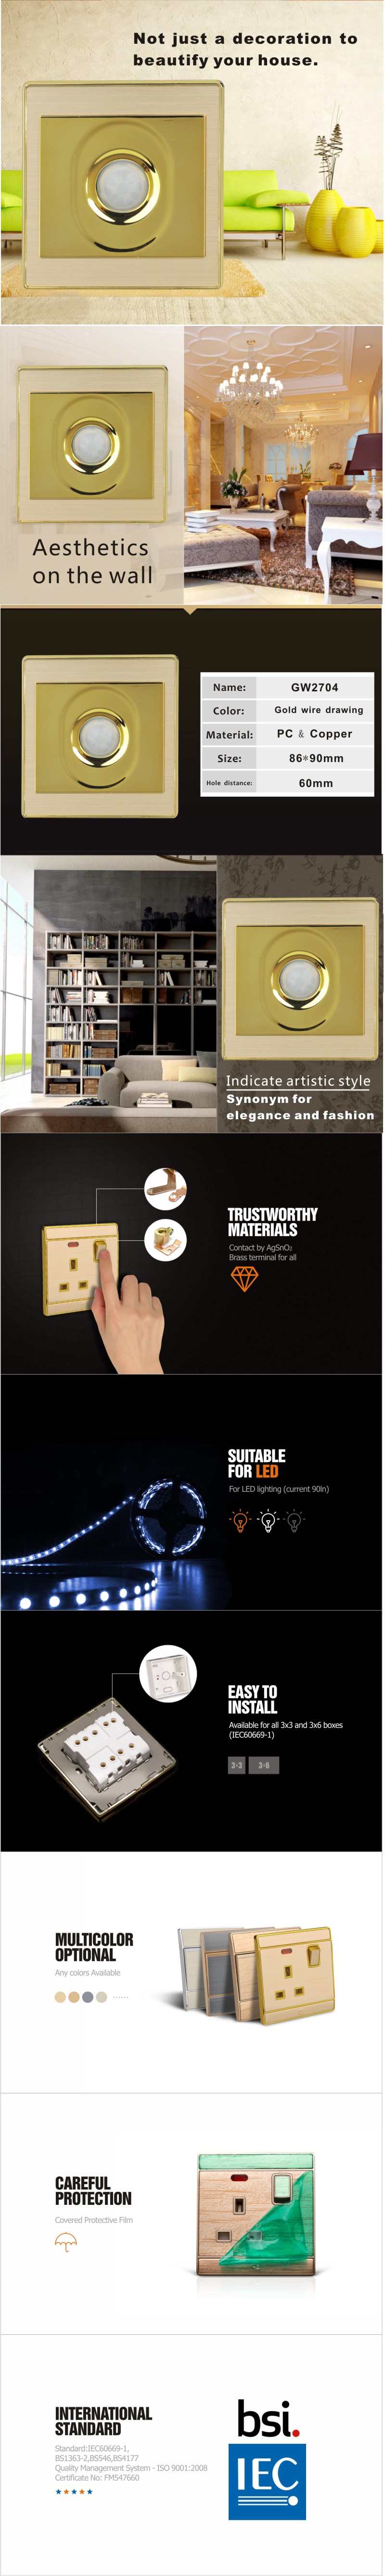 Not just a decoration to
beautify your house.
Aesthetics
on the wall
Name: GW2704
Color: Gold wire drawing
Material: PC & Copper
Size: 86*90mm
Hole distance: 60mm
Indicate artistic style
Synonym for
elegance and fashion
TRUSTWORTHY
MATERIALS
Contact by AgSnO2
Brass terminal for all
SUITABLE
FOR LED
For LED lighting (current 90ln)
EASY TO
INSTALL
Available for all 3x3 and 3x6 boxes
(IEC60669-1)
3×3 3×6
MULTICOLOR
OPTIONAL
Any colors Available
......
CAREFUL
PROTECTION
Covered Protective Film
INTERNATIONAL
STANDARD
Standard:IEC60669-1,
BS1363-2,BS546,BS4177
Quality Management System - ISO 9001:2008
Certificate No: FM547660
bsi.
IEC